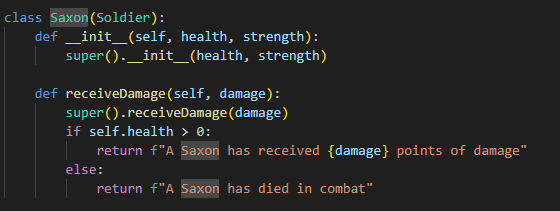 class Saxon(Soldier):
    def __init__(self, health, strength):
        super().__init__(health, strength)

    def receiveDamage(self, damage):
        super().receiveDamage(damage)
        if self.health > 0:
            return f"A Saxon has received {damage} points of damage"
        else:
            return f"A Saxon has died in combat"